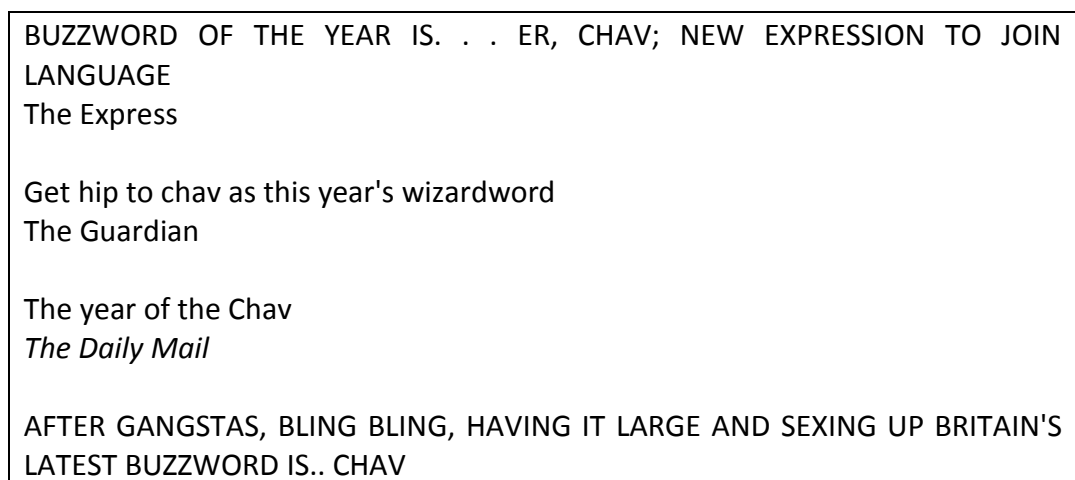 BUZZWORD OF THE YEAR IS. . . ER, CHAV; NEW EXPRESSION TO JOIN
LANGUAGE
The Express
Get hip to chav as this year's wizardword
The Guardian
The year of the Chav
The Daily Mail
AFTER GANGSTAS, BLING BLING, HAVING IT LARGE AND SEXING UP BRITAIN'S
LATEST BUZZWORD IS.. CHAV